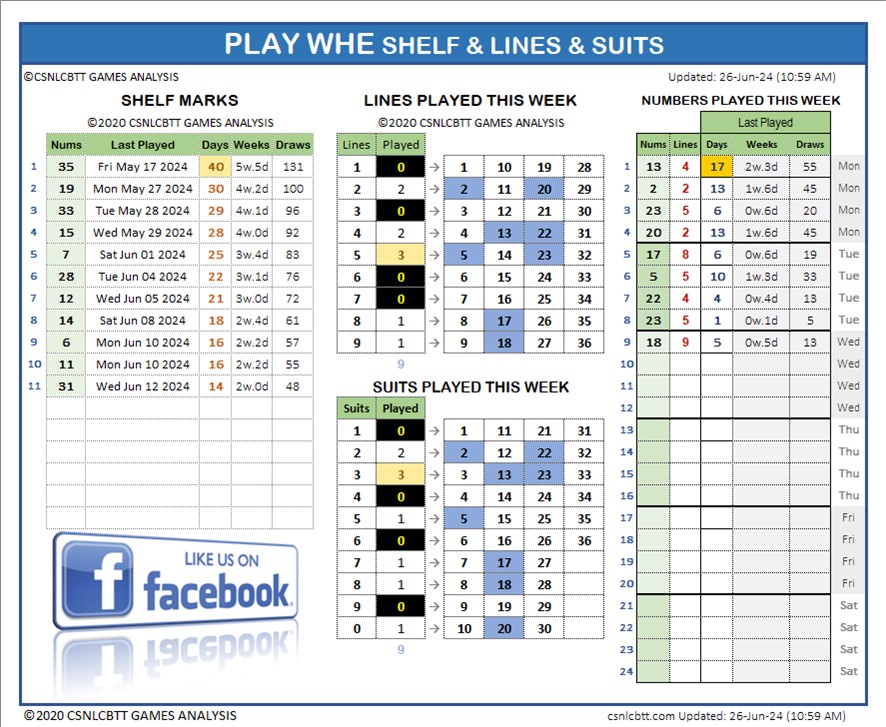 PLAY WHE SHELF & LINES & SUITS
©CSNLCBTT GAMES ANALYSIS
Updated: 26-Jun-24 (10:59 AM)
SHELF MARKS
©2020 CSNLCBTT GAMES ANALYSIS
Nums Last Played Days Weeks Draws
1 35 Fri May 17 2024 40 5w.5d 131
2 19 Mon May 27 2024 30 4w.2d 100
3 33 Tue May 28 2024 29 4w.1d 96
4 15 Wed May 29 2024 28 4w.0d 92
5 7 Sat Jun 01 2024 25 3w.4d 83
6 28 Tue Jun 04 2024 22 3w.1d 76
7 12 Wed Jun 05 2024 21 3w.0d 72
8 14 Sat Jun 08 2024 18 2w.4d 61
9 6 Mon Jun 10 2024 16 2w.2d 57
10 11 Mon Jun 10 2024 16 2w.2d 55
11 31 Wed Jun 12 2024 14 2w.0d 48
LIKE US ON
f facebook.
LINES PLAYED THIS WEEK
©2020 CSNLCBTT GAMES ANALYSIS
Lines Played
1 0 → 1 10 19 28
2 2 → 2 11 20 29
3 0 → 3 12 21 30
4 2 → 4 13 22 31
5 3 → 5 14 23 32
6 0 → 6 15 24 33
7 0 → 7 16 25 34
8 1 → 8 17 26 35
9 1 → 9 18 27 36
9
SUITS PLAYED THIS WEEK
Suits Played
1 0 → 1 11 21 31
2 2 → 2 12 22 32
3 3 → 3 13 23 33
4 0 → 4 14 24 34
5 1 → 5 15 25 35
6 0 → 6 16 26 36
7 1 → 7 17 27
8 1 → 8 18 28
9 0 → 9 19 29
0 1 → 10 20 30
9
NUMBERS PLAYED THIS WEEK
Last Played
Nums Lines Days Weeks Draws
1 13 4 17 2w.3d 55 Mon
2 2 2 13 1w.6d 45 Mon
3 23 5 6 0w.6d 20 Mon
4 20 2 13 1w.6d 45 Mon
5 17 8 6 0w.6d 19 Tue
6 5 5 10 1w.3d 33 Tue
7 22 4 4 0w.4d 13 Tue
8 23 5 1 0w.1d 5 Tue
9 18 9 5 0w.5d 13 Wed
10 Wed
11 Wed
12 Wed
13 Thu
14 Thu
15 Thu
16 Thu
17 Fri
18 Fri
19 Fri
20 Fri
21 Sat
22 Sat
23 Sat
24 Sat
©2020 CSNLCBTT GAMES ANALYSIS
csnlcbtt.com Updated: 26-Jun-24 (10:59 AM)